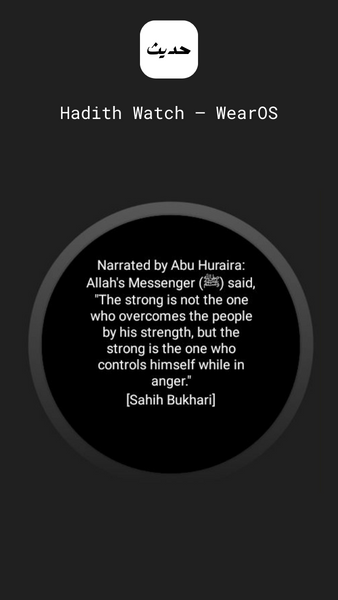 حديث
Hadith Watch – WearOS
Narrated by Abu Huraira:
Allah's Messenger (ﷺ) said,
"The strong is not the one
who overcomes the people
by his strength, but the
strong is the one who
controls himself while in
anger."
[Sahih Bukhari]